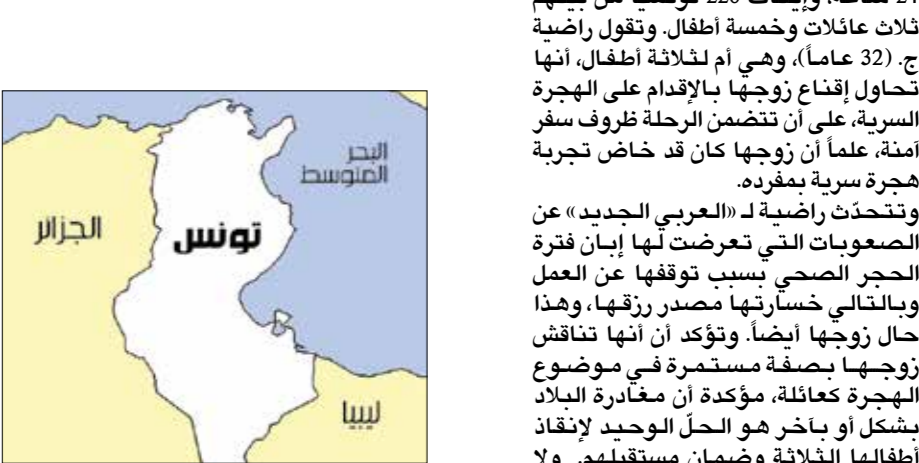 ثلاث عائلات وخمسة أطفال. وتقول راضية
ج. (32 عاماً)، وهي أم لثلاثة أطفال، أنها
تحاول إقناع زوجها بالإقدام على الهجرة
السرية، على أن تتضمن الرحلة ظروف سفر
آمنة، علماً أن زوجها كان قد خاض تجربة
هجرة سرية بمفرده.
وتتحدّث راضية لـ «العربي الجديد» عن
الصعوبات التي تعرضت لها إبان فترة
الحجر الصحي بسبب توقفها عن العمل
وبالتالي خسارتها مصدر رزقها، وهذا
حال زوجها أيضاً. وتؤكد أن أنها تناقش
زوجها بصفة مستمرة في موضوع
الهجرة كعائلة، مؤكدة أن مغادرة البلاد
بشكل أو بآخر هو الحلّ الوحيد لإنقاذ
أطفالها الثلاثة وضمان مستقبلهم. ولا
البحر
المتوسط
تونس
الجزائر
ليبيا